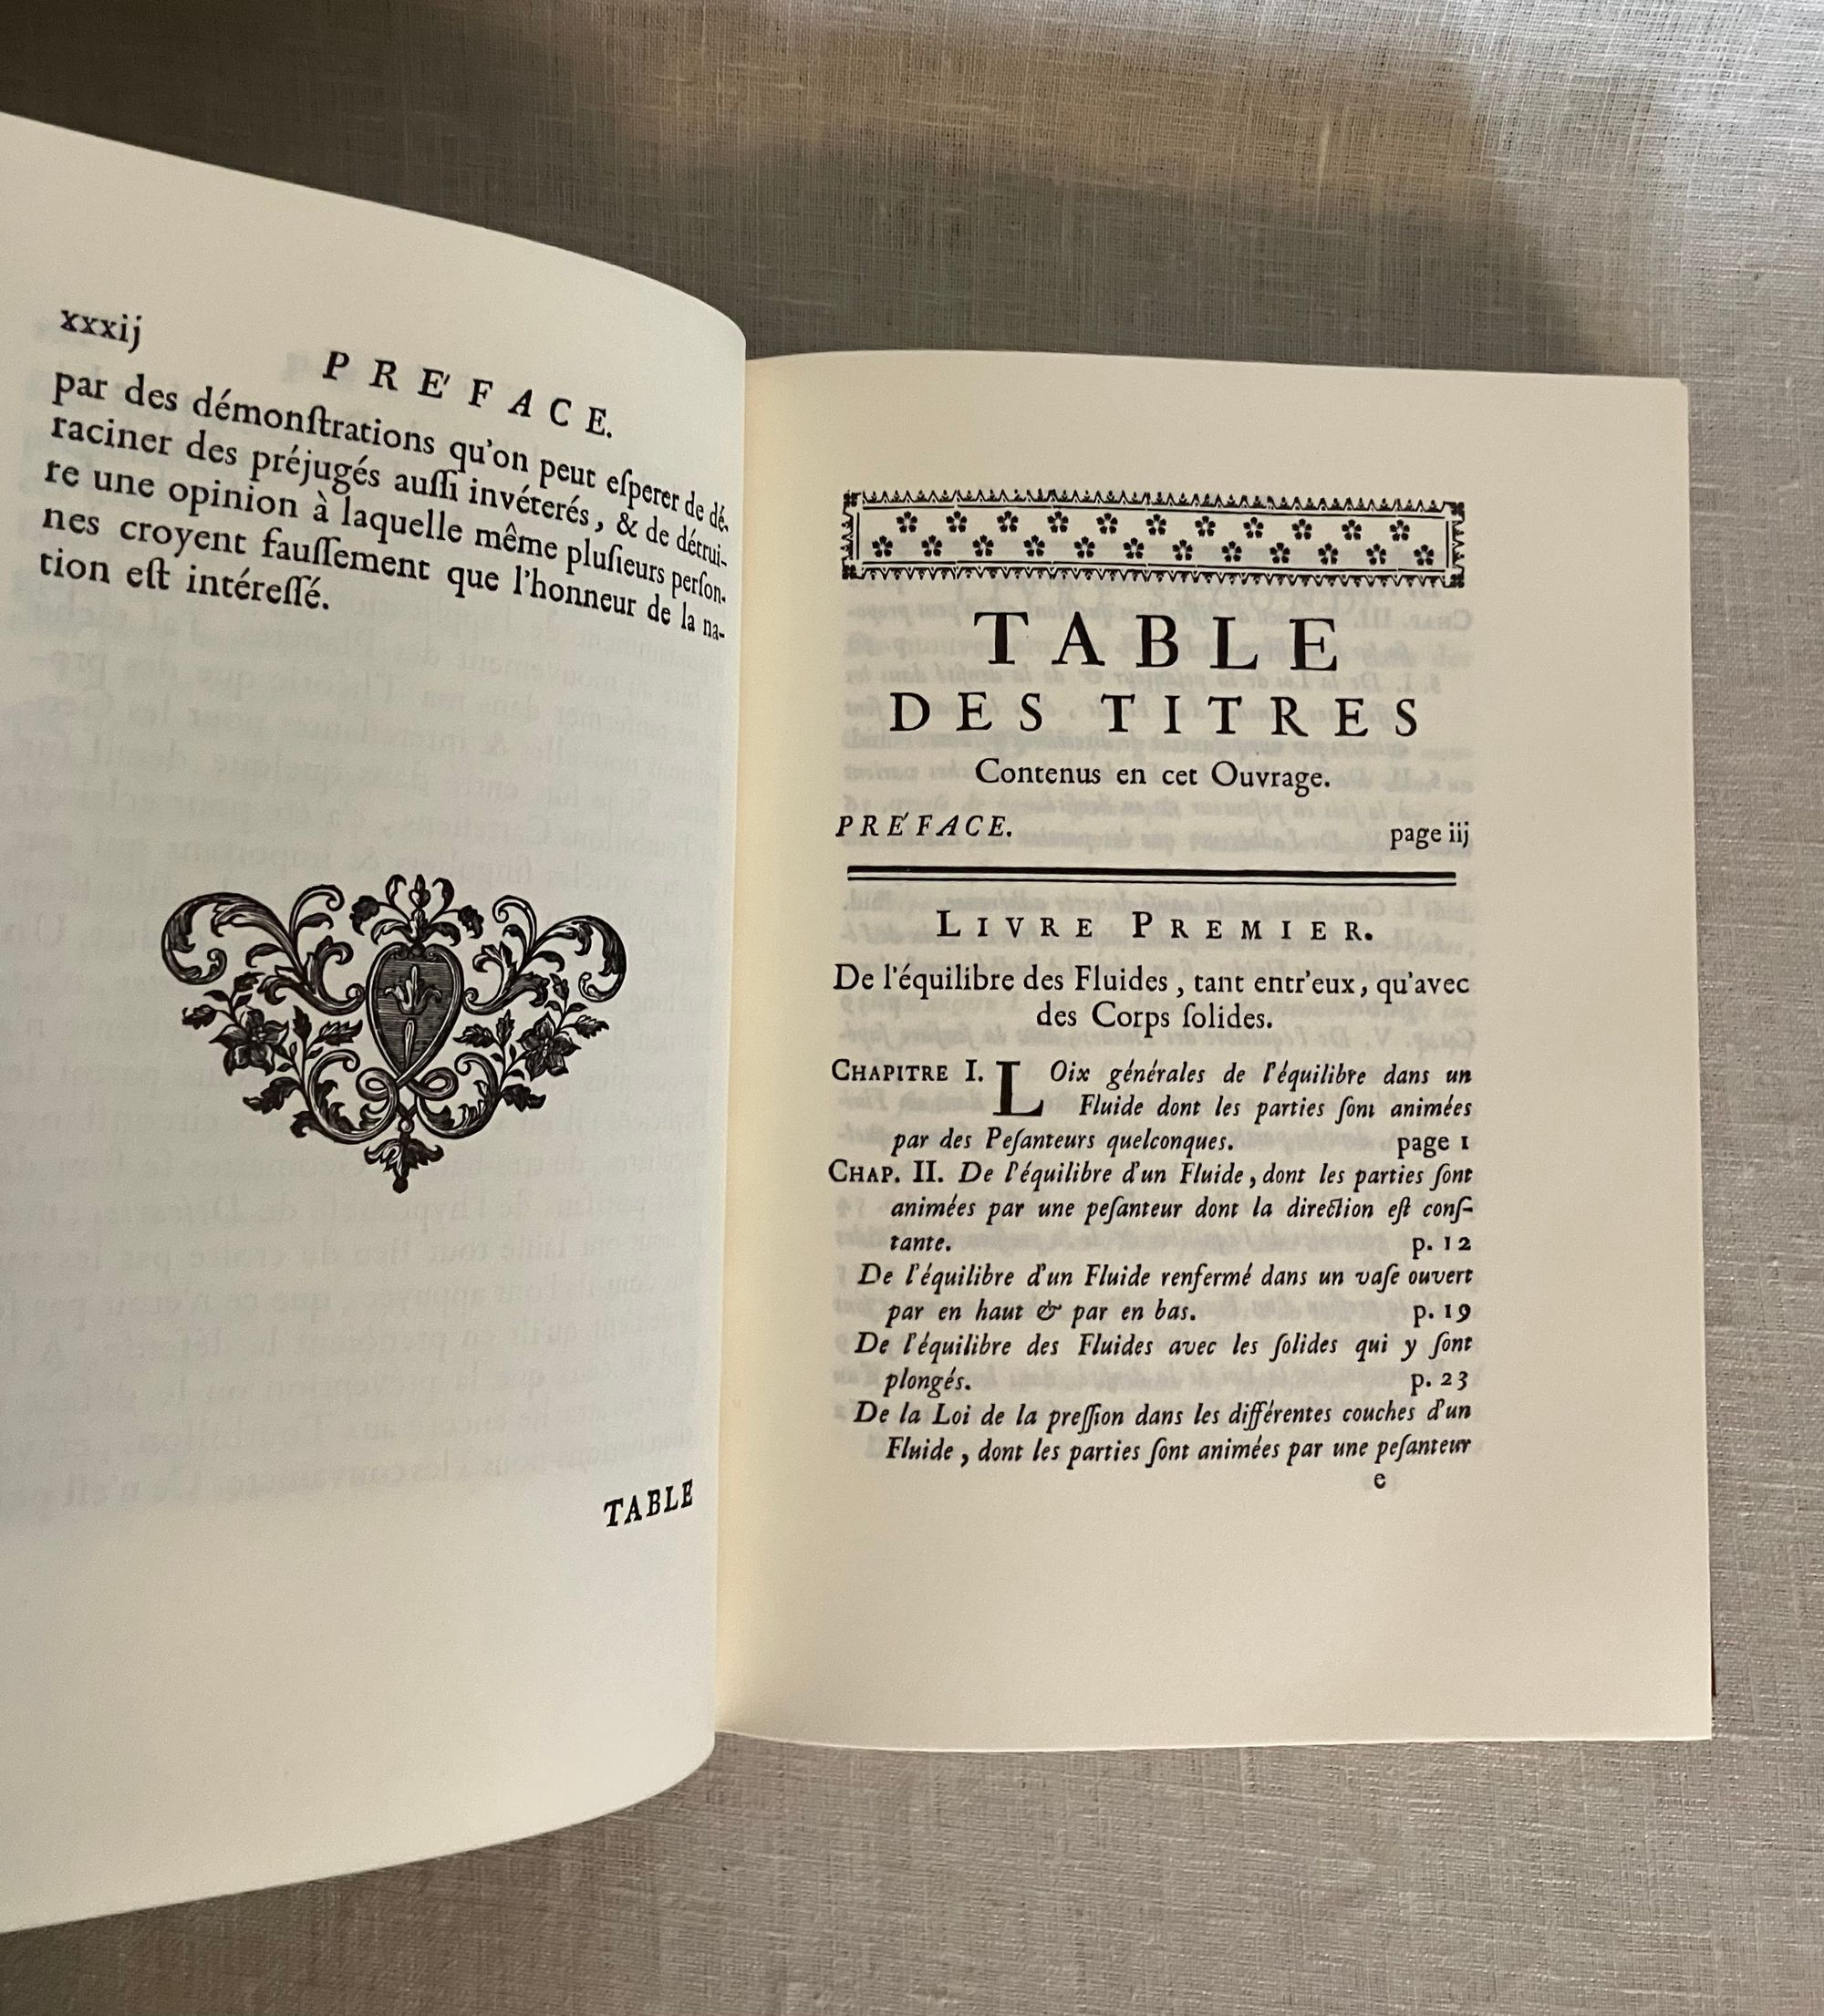 xxxij
PRE'FACE.
par des démonſtrations qu'on peut eſperer de dé-
raciner des préjugés auſſi invéterés, & de détrui-
re une opinion à laquelle même pluſieurs perſon-
nes croyent fauſſement que l'honneur de la na-
tion eſt intéreſſé.
TABLE
TABLE
DES TITRES
Contenus en cet Ouvrage.
PRE'FACE. page iij
LIVRE PREMIER.
De l'équilibre des Fluides, tant entr'eux, qu'avec
des Corps ſolides.
CHAPITRE I. LOix générales de l'équilibre dans un
Fluide dont les parties ſont animées
par des Peſanteurs quelconques. page 1
CHAP. II. De l'équilibre d'un Fluide, dont les parties ſont
animées par une peſanteur dont la direction eſt conſ-
tante. p. 12
De l'équilibre d'un Fluide renfermé dans un vaſe ouvert
par en haut & par en bas. p. 19
De l'équilibre des Fluides avec les ſolides qui y ſont
plongés. p. 23
De la Loi de la preſſion dans les différentes couches d'un
Fluide, dont les parties ſont animées par une peſanteur
e